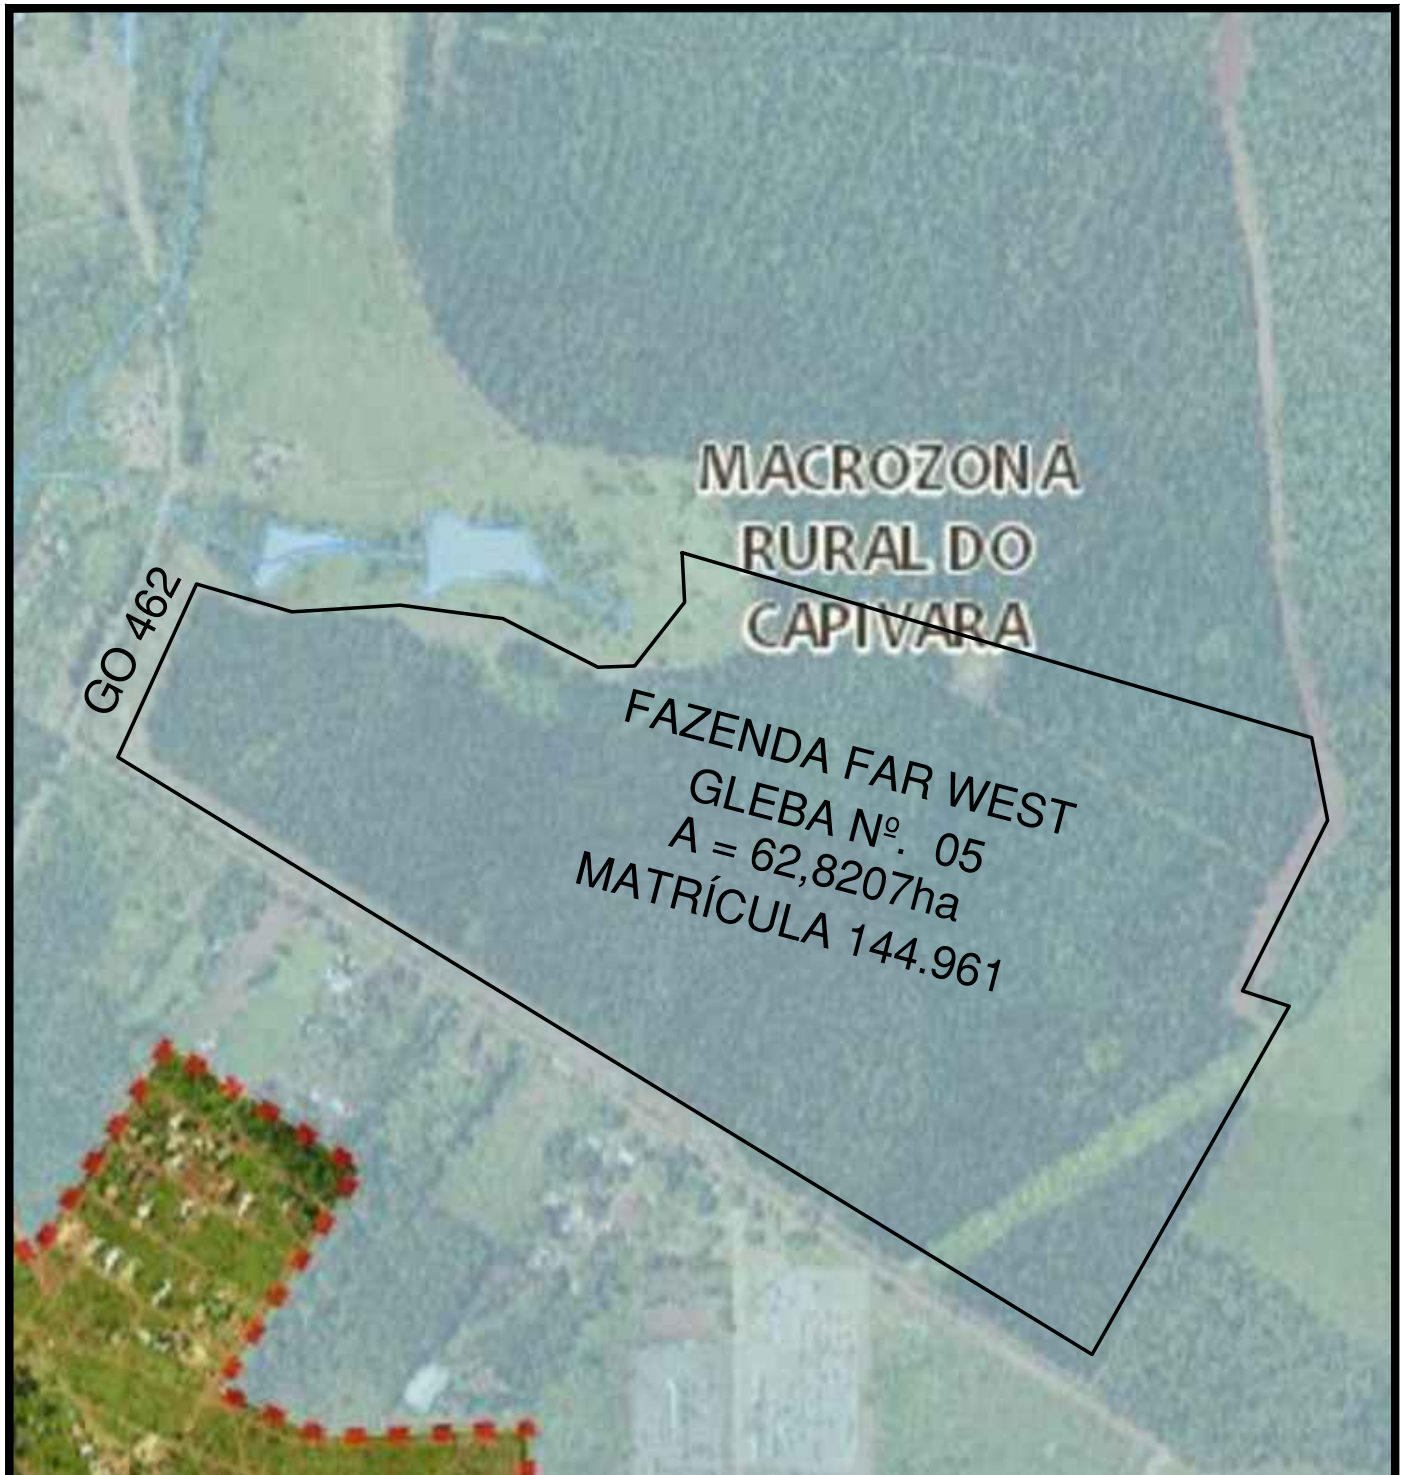 MACROZONA
RURAL DO
CAPIVARA
GO 462
FAZENDA FAR WEST
GLEBA Nº. 05
A = 62,8207ha
MATRÍCULA 144.961